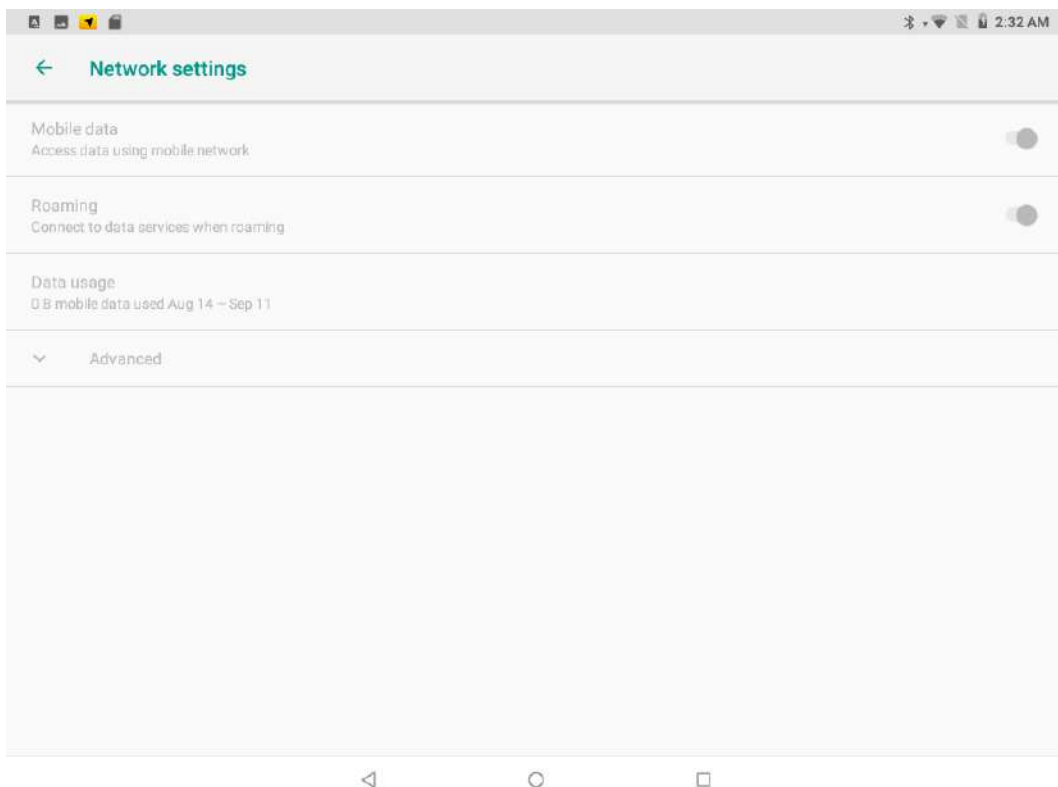 2:32 AM
Network settings
Mobile data
Access data using mobile network
Roaming
Connect to data services when roaming
Data usage
0 B mobile data used Aug 14 – Sep 11
Advanced